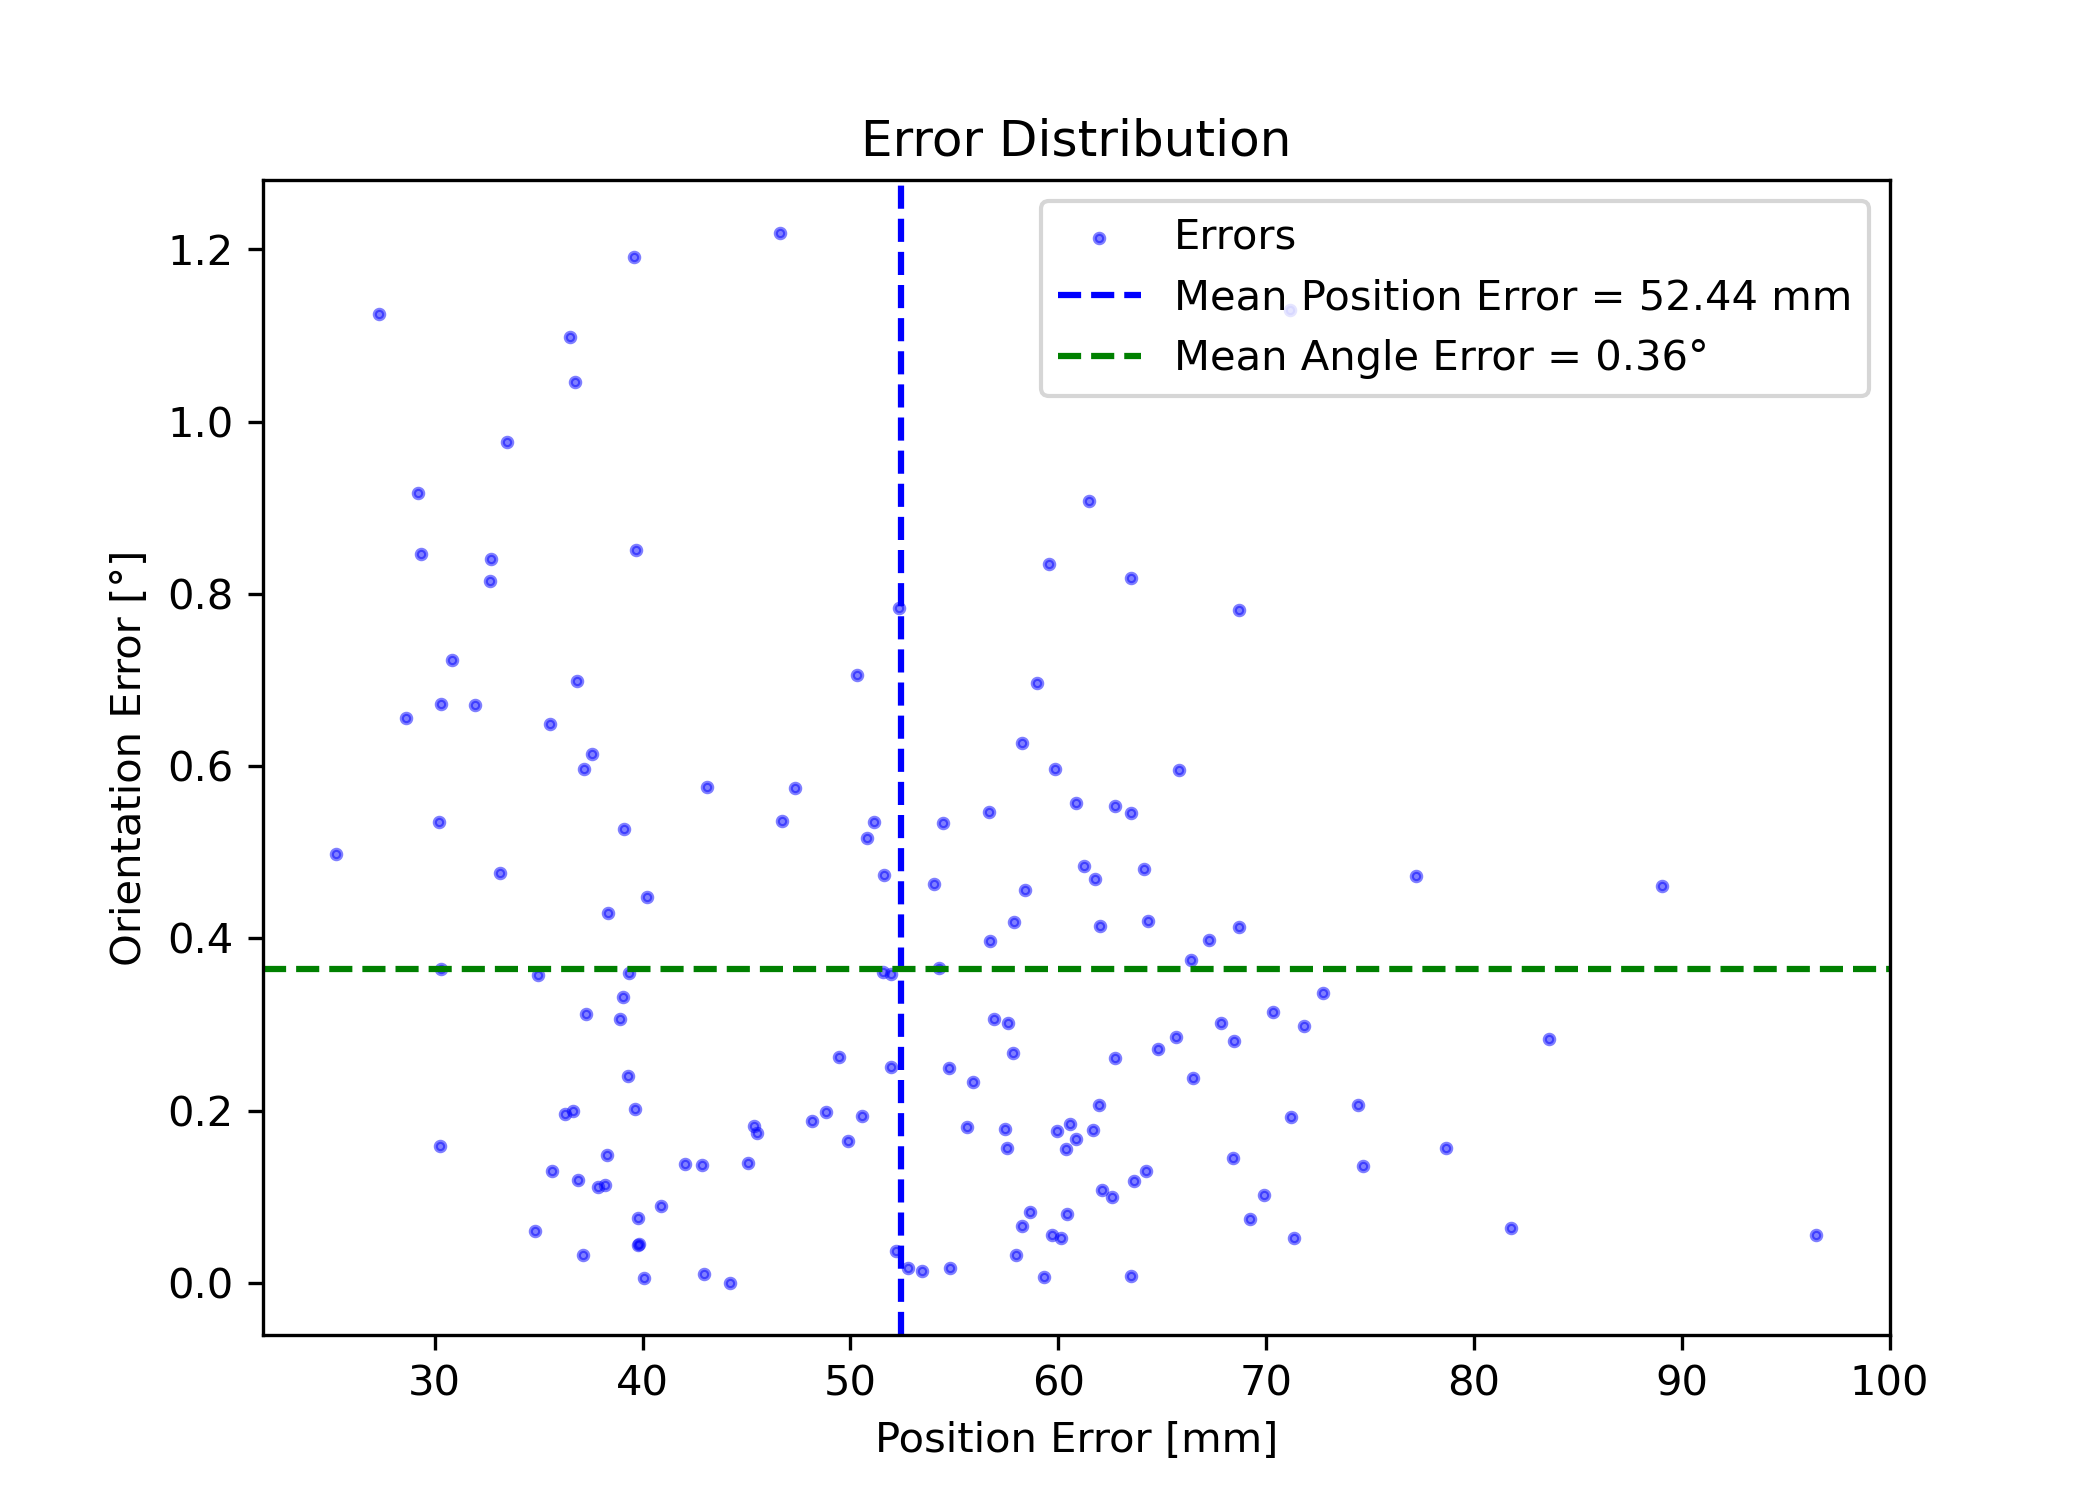 Error Distribution
Errors
Mean Position Error = 52.44 mm
Mean Angle Error = 0.36°
Orientation Error [°]
1.2
1.0
0.8
0.6
0.4
0.2
0.0
30 40 50 60 70 80 90 100
Position Error [mm]